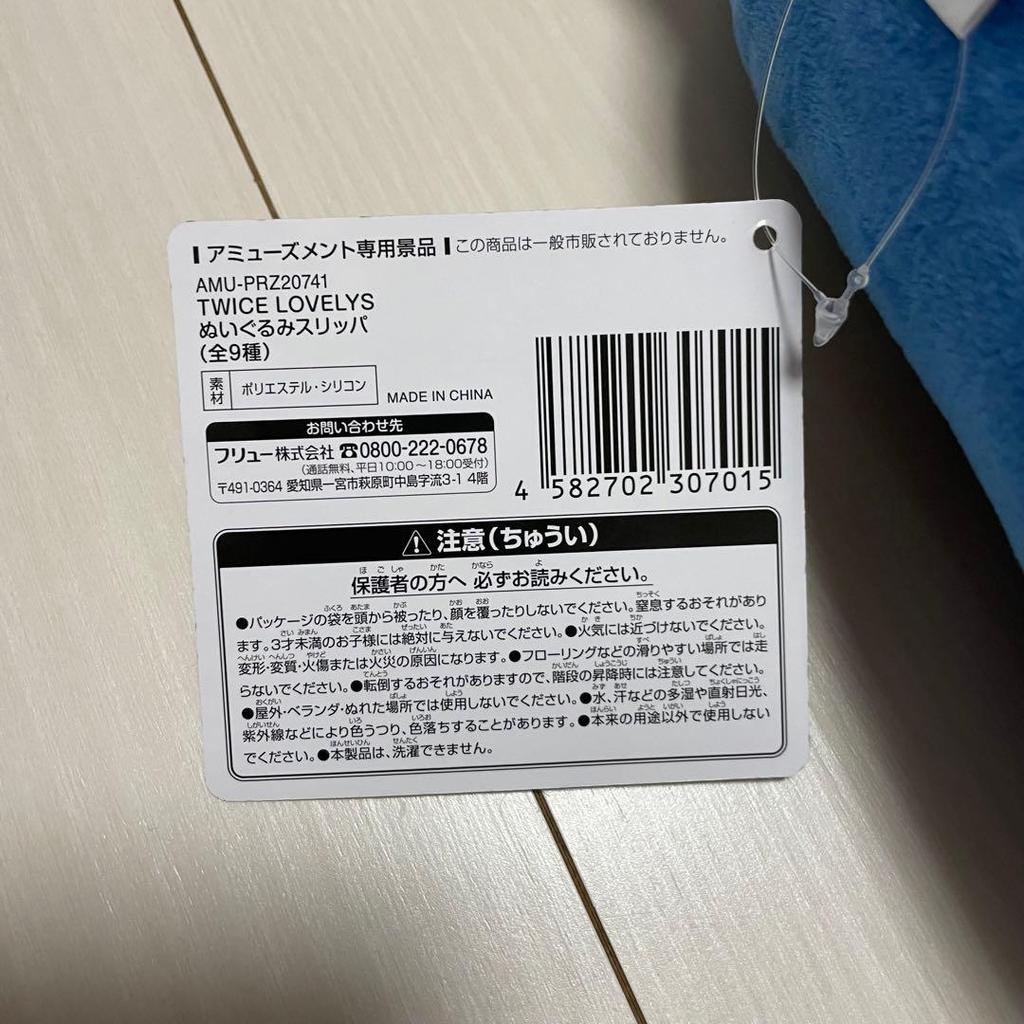 アミューズメント専用景品 この商品は一般市販されておりません。
AMU-PRZ20741
TWICE LOVELYS
ぬいぐるみスリッパ
(全9種)
素材 ポリエステル・シリコン
MADE IN CHINA
お問い合わせ先
フリュー株式会社 ☎0800-222-0678
(通話無料、平日10:00～18:00受付)
〒491-0364 愛知県一宮市萩原町中島字流3-1 4階
4 582702 307015
⚠注意(ちゅうい)
保護者の方へ 必ずお読みください。
●パッケージの袋を頭から被ったり、顔を覆ったりしないでください。窒息するおそれがあり
ます。3才未満のお子様には絶対に与えないでください。●火気には近づけないでください。
変形・変質・火傷または火災の原因になります。●フローリングなどの滑りやすい場所では走
らないでください。●転倒するおそれがありますので、階段の昇降時には注意してください。
●屋外・ベランダ・ぬれた場所では使用しないでください。●水、汗などの多湿や直射日光、
紫外線などにより色うつり、色落ちすることがあります。●本来の用途以外で使用しない
でください。●本製品は、洗濯できません。